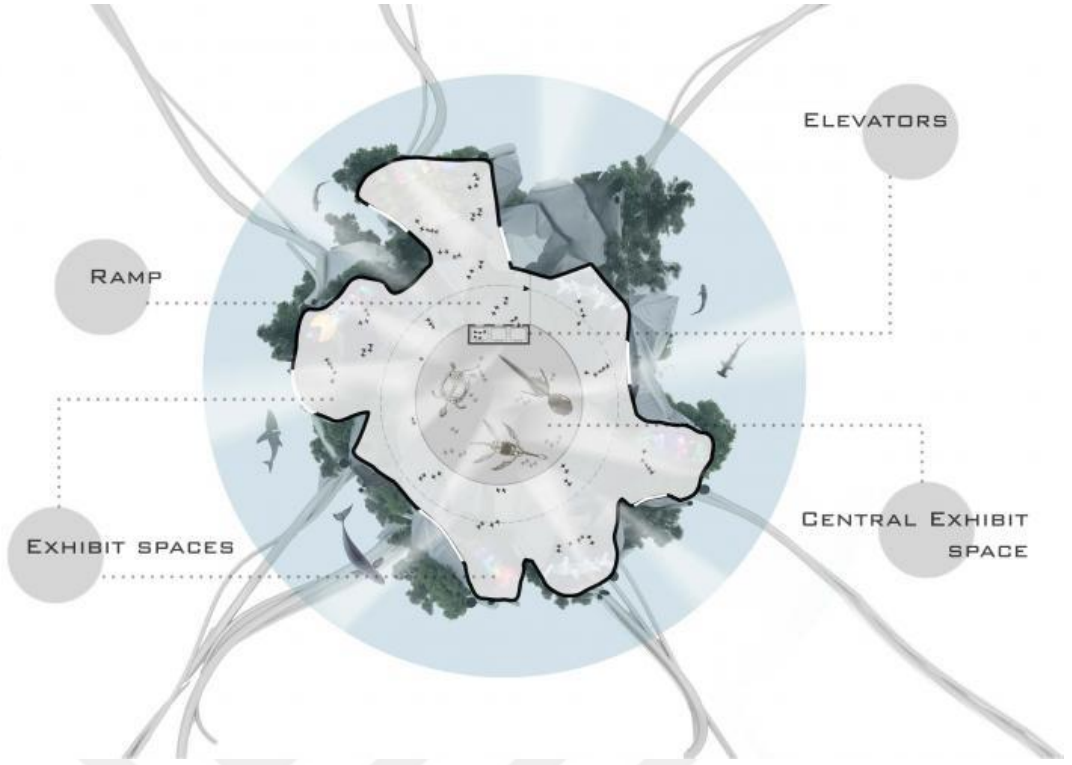 ELEVATORS
RAMP
EXHIBIT SPACES
CENTRAL EXHIBIT
SPACE